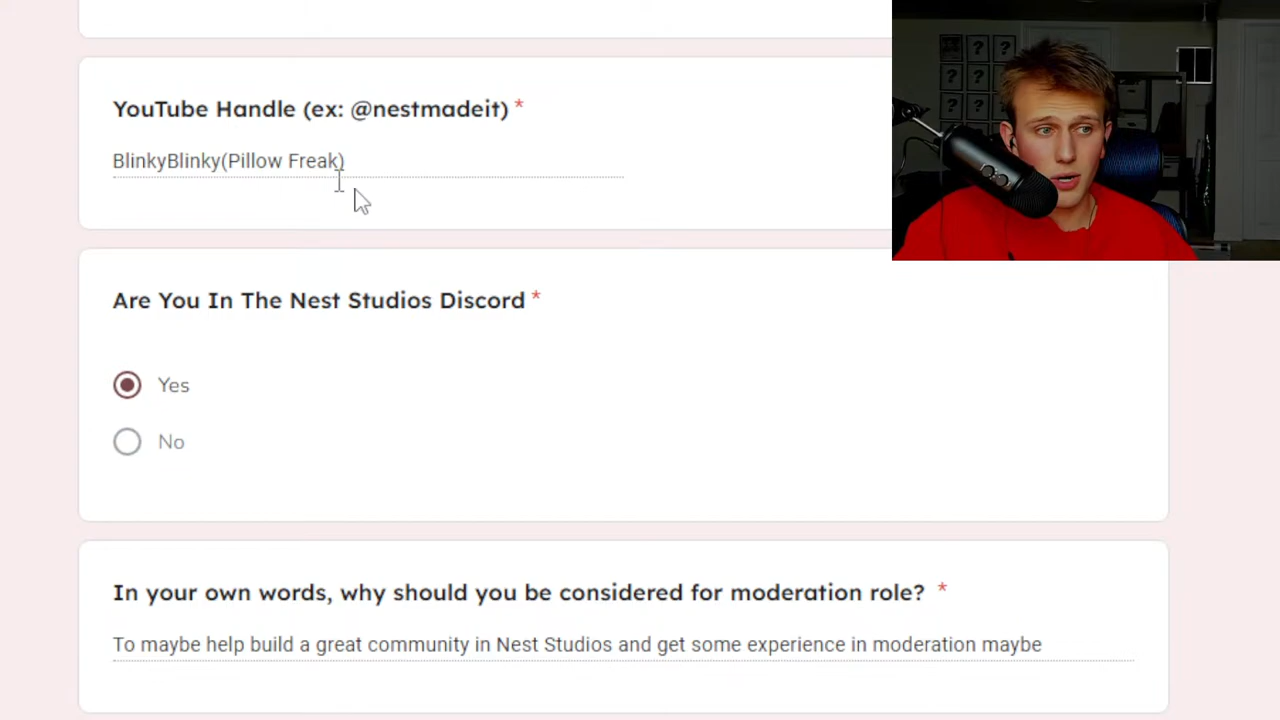 YouTube Handle (ex: @nestmadeit) *
BlinkyBlinky(Pillow Freak)
Are You In The Nest Studios Discord *
Yes
No
In your own words, why should you be considered for moderation role? *
To maybe help build a great community in Nest Studios and get some experience in moderation maybe
? ?
? ? ?
? ?